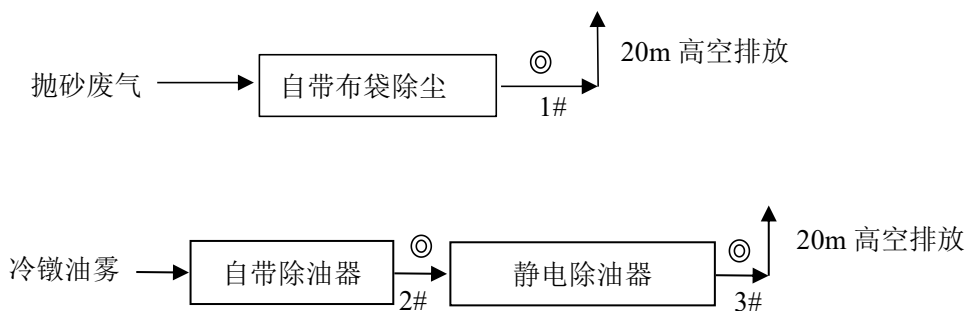 抛砂废气
自带布袋除尘
◎
1#
20m 高空排放
冷镦油雾
自带除油器
◎
2#
静电除油器
◎
3#
20m 高空排放